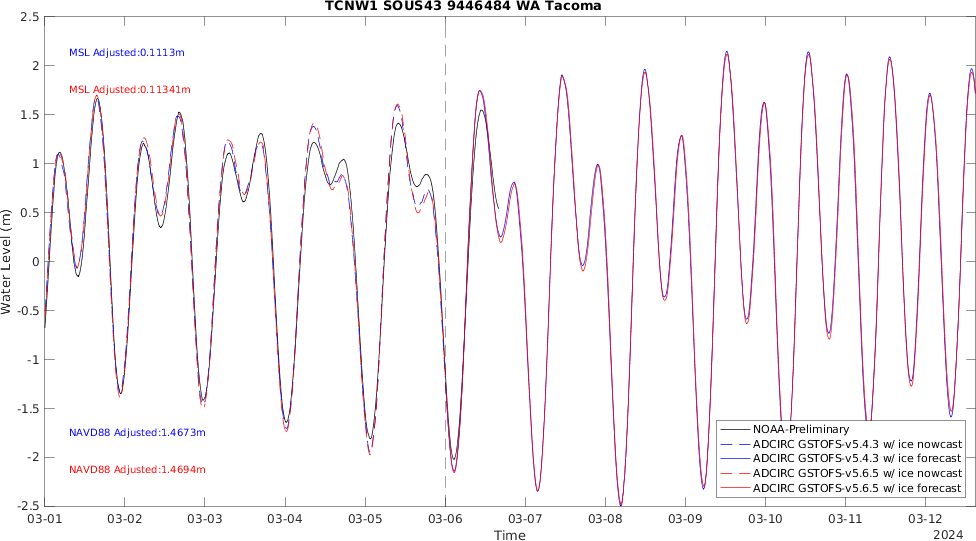 TCNW1 SOUS43 9446484 WA Tacoma
2.5
2
1.5
1
0.5
0
-0.5
-1
-1.5
-2
-2.5
Water Level (m)
MSL Adjusted:0.1113m
MSL Adjusted:0.11341m
NAVD88 Adjusted:1.4673m
NAVD88 Adjusted:1.4694m
NOAA-Preliminary
ADCIRC GSTOFS-v5.4.3 w/ ice nowcast
ADCIRC GSTOFS-v5.4.3 w/ ice forecast
ADCIRC GSTOFS-v5.6.5 w/ ice nowcast
ADCIRC GSTOFS-v5.6.5 w/ ice forecast
03-01 03-02 03-03 03-04 03-05 03-06 03-07 03-08 03-09 03-10 03-11 03-12
Time
2024